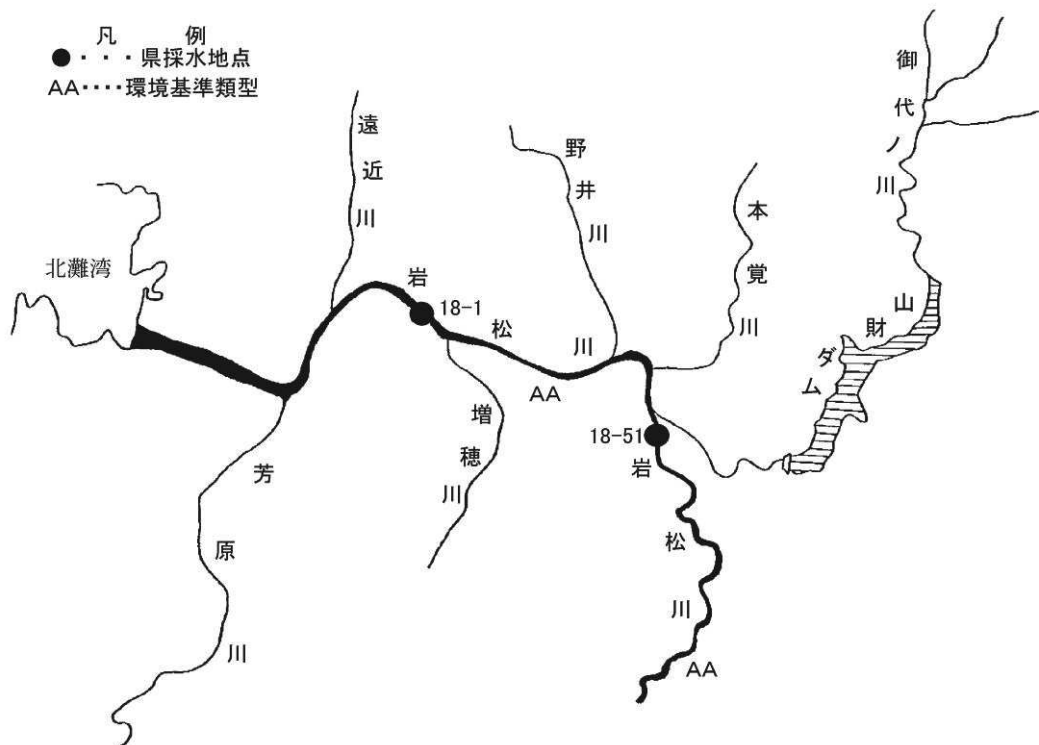 凡例
●・・・県採水地点
AA・・・・環境基準類型
御代ノ川
遠近川
野井川
本覚川
北灘湾
岩松川
18-1
山財ダム
AA
増穂川
18-51
岩松川
芳原川
AA